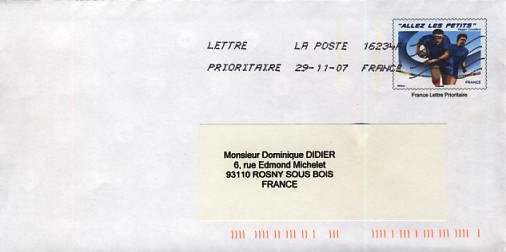 "ALLEZ LES PETITS"
LETTRE LA POSTE 16234A
PRIORITAIRE 29-11-07 FRANCE
FRANCE
France Lettre Prioritaire
Monsieur Dominique DIDIER
6, rue Edmond Michelet
93110 ROSNY SOUS BOIS
FRANCE